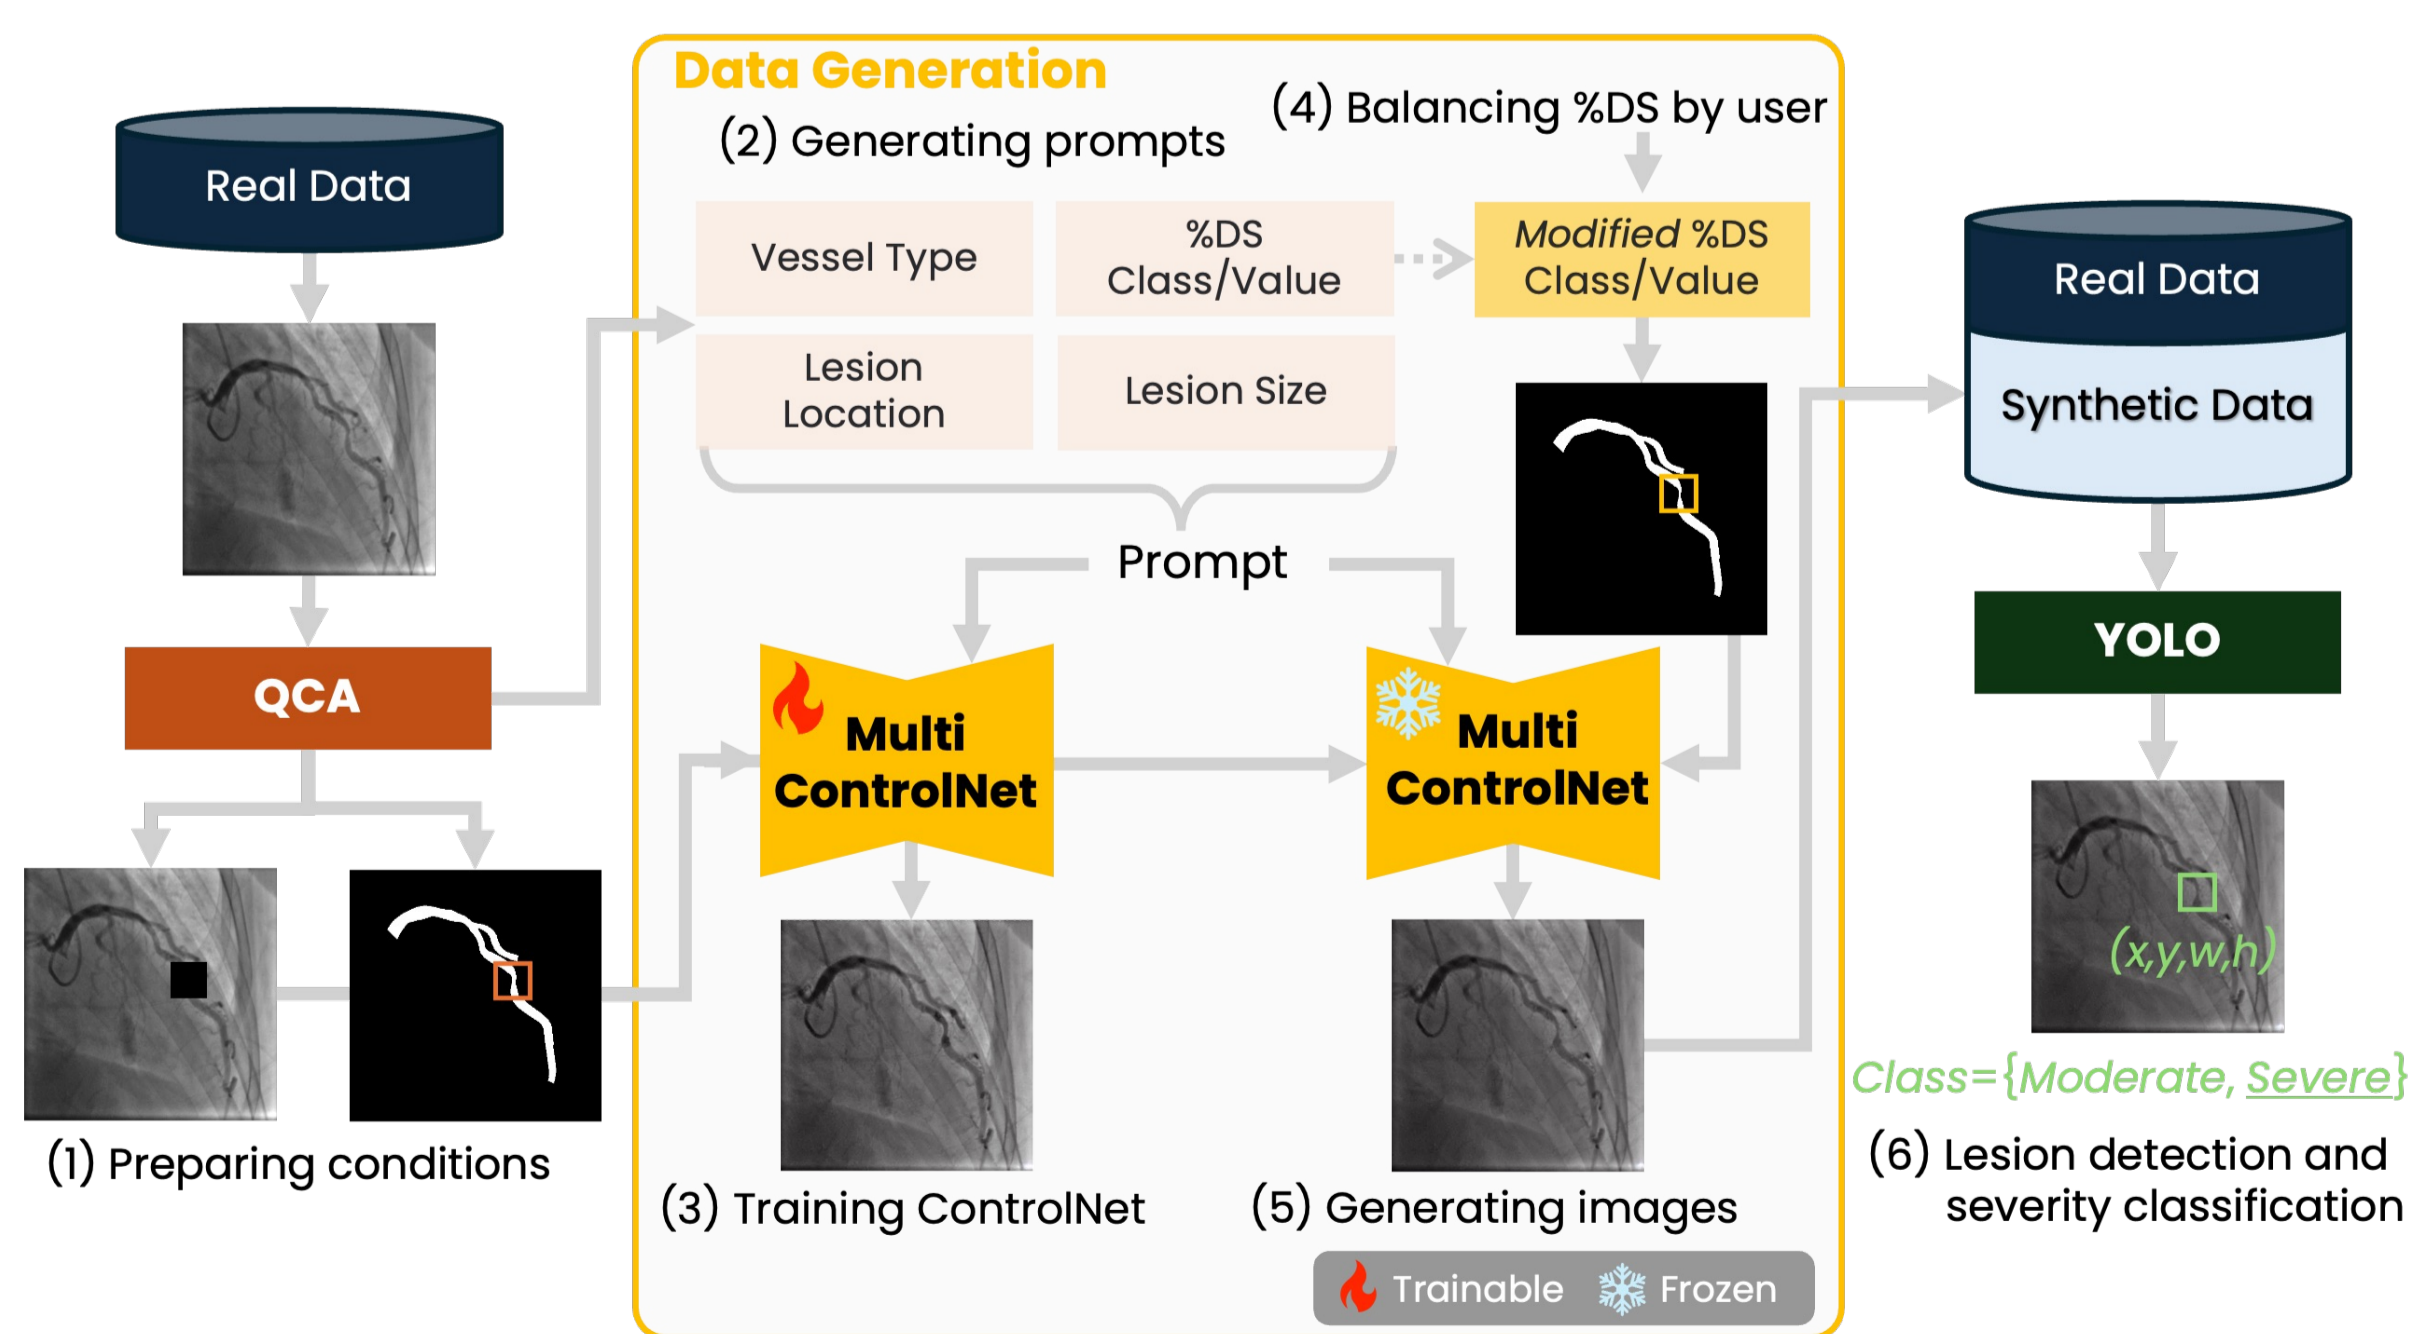 Data Generation
(4) Balancing %DS by user
(2) Generating prompts
Real Data
Vessel Type
%DS
Class/Value
Modified %DS
Class/Value
Lesion
Location
Lesion Size
Real Data
Synthetic Data
Prompt
QCA
YOLO
Multi
ControlNet
Multi
ControlNet
(x,y,w,h)
Class={Moderate, Severe}
(1) Preparing conditions
(3) Training ControlNet
(5) Generating images
(6) Lesion detection and
severity classification
Trainable
Frozen